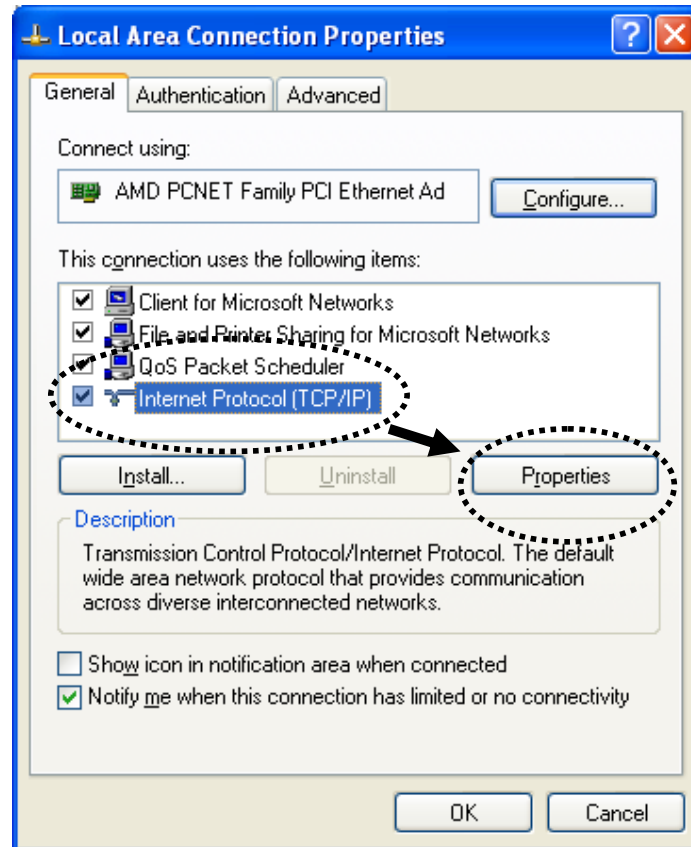 Local Area Connection Properties
General Authentication Advanced
Connect using:
AMD PCNET Family PCI Ethernet Ad Configure...
This connection uses the following items:
Client for Microsoft Networks
File and Printer Sharing for Microsoft Networks
QoS Packet Scheduler
Internet Protocol (TCP/IP)
Install... Uninstall Properties
Description
Transmission Control Protocol/Internet Protocol. The default
wide area network protocol that provides communication
across diverse interconnected networks.
Show icon in notification area when connected
Notify me when this connection has limited or no connectivity
OK Cancel